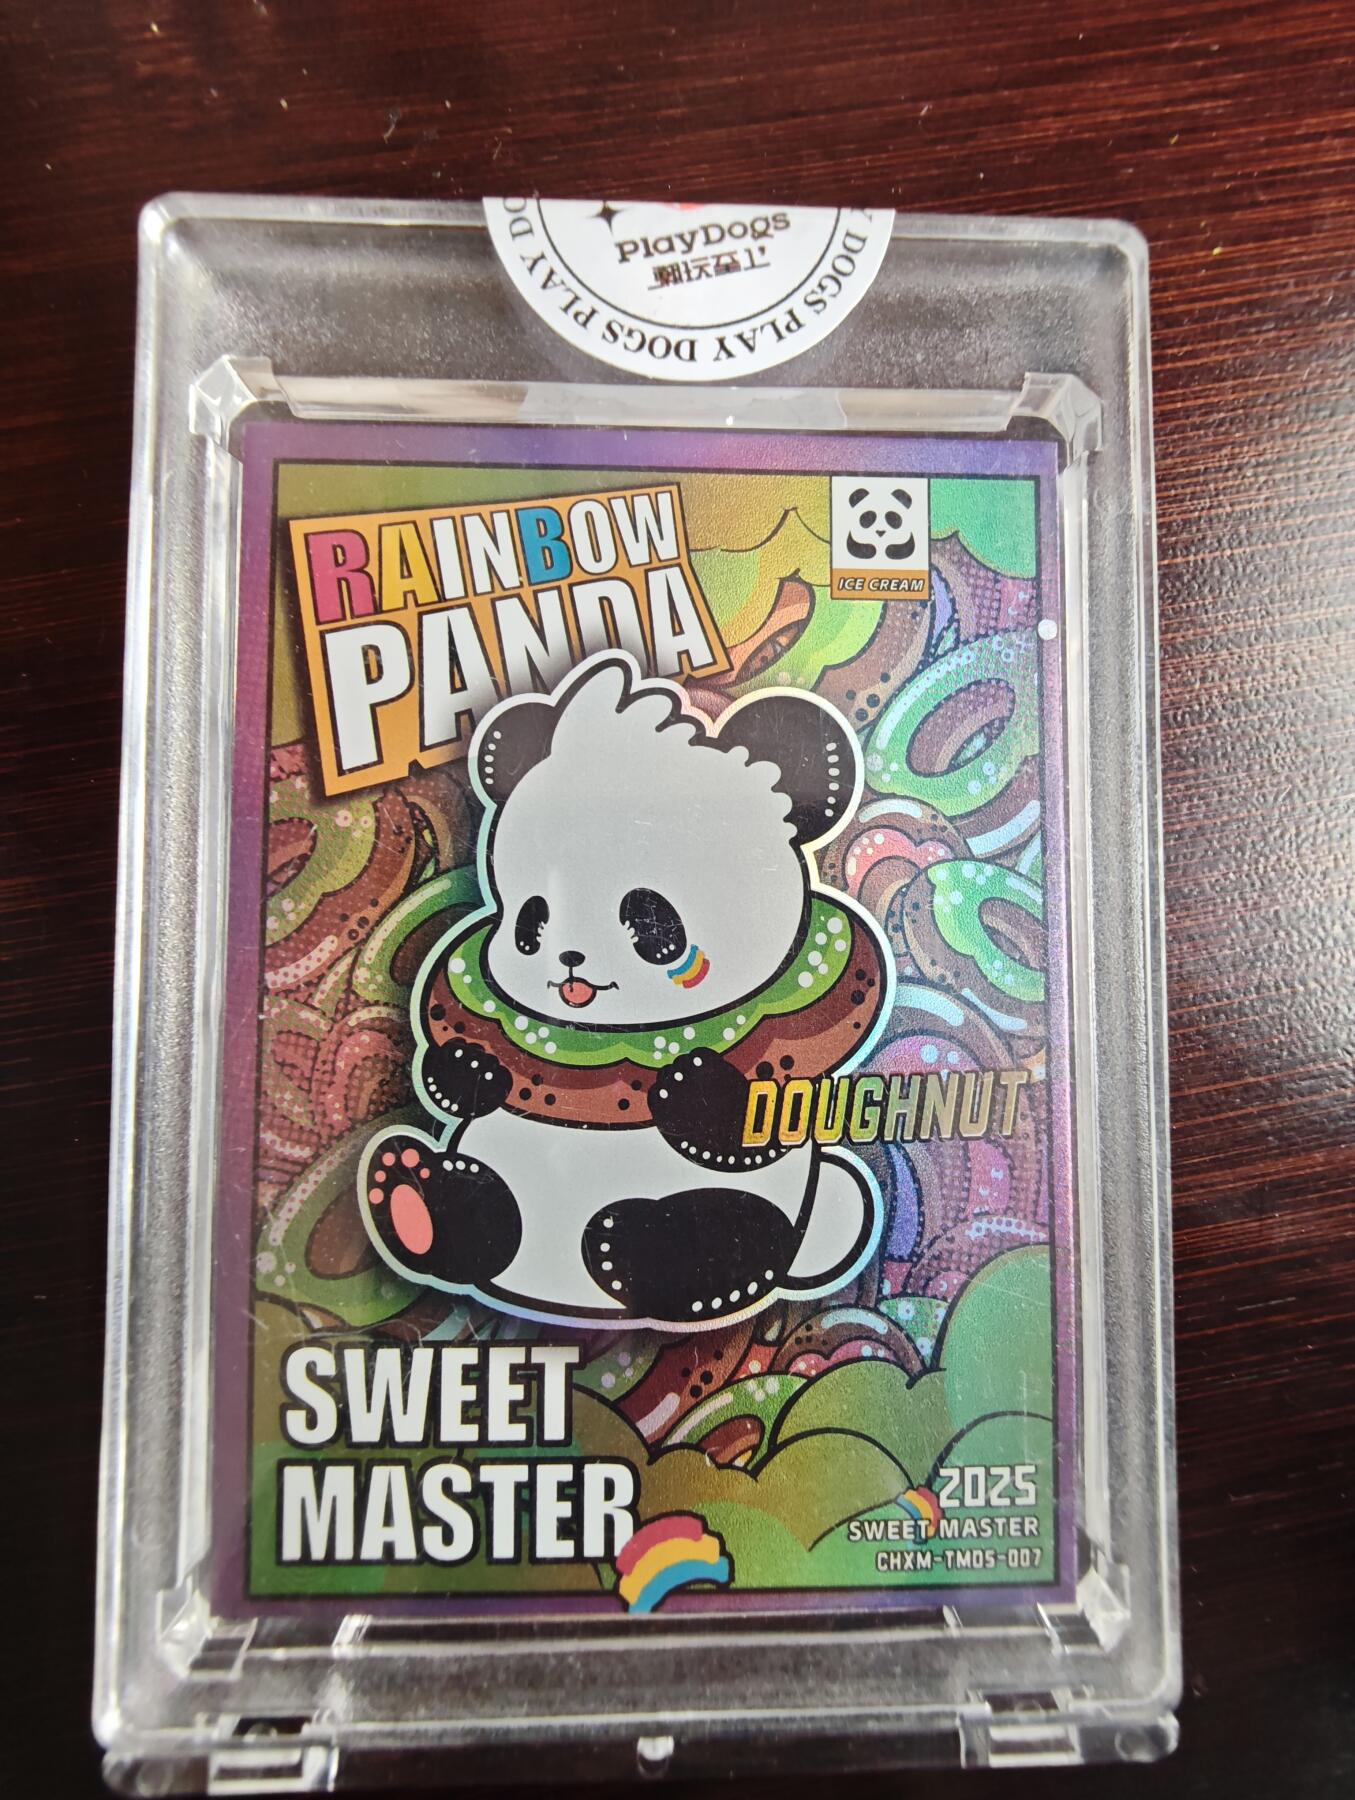 PlayDogs
潮玩至上
PLAY DOGS PLAY DOGS PLAY DOGS
RAINBOW
PANDA
ICE CREAM
DOUGHNUT
SWEET
MASTER
2025
SWEET MASTER
CHXM-TM05-007